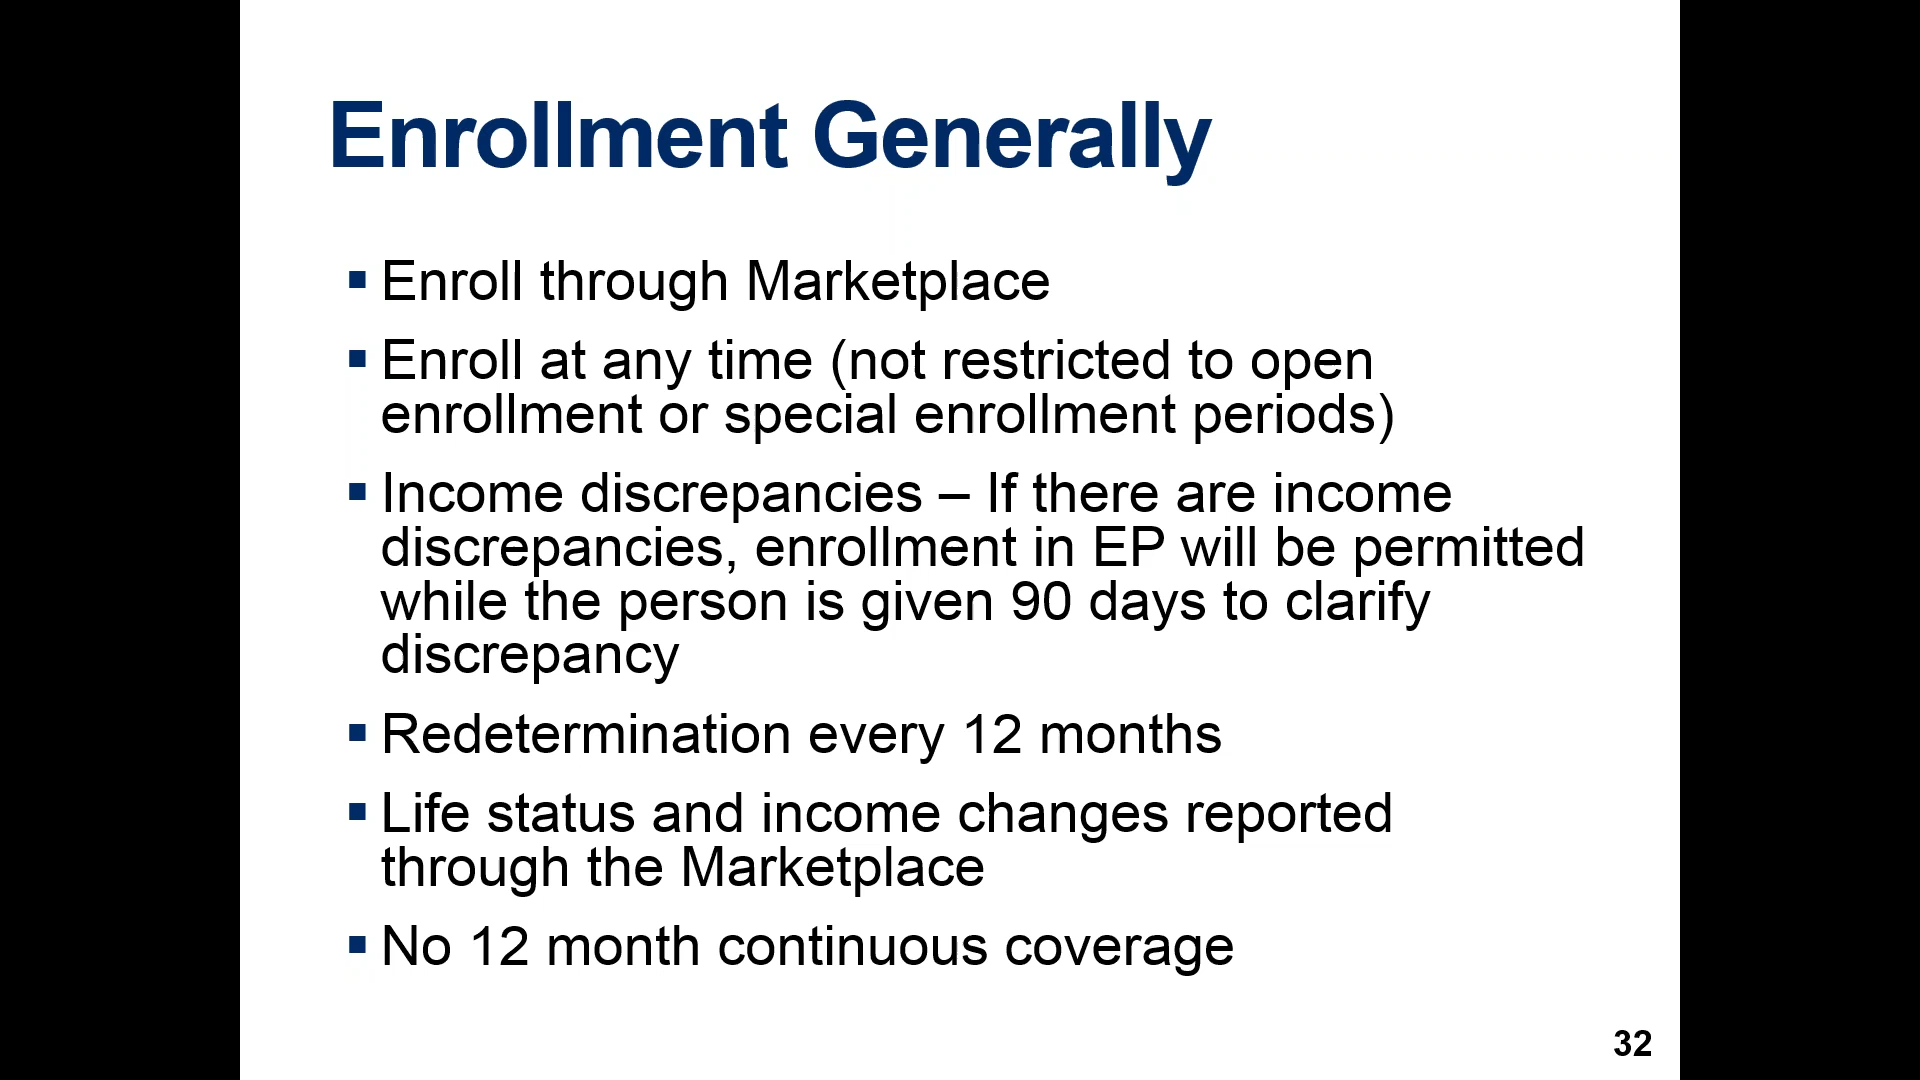 Enrollment Generally
▪ Enroll through Marketplace
▪ Enroll at any time (not restricted to open
enrollment or special enrollment periods)
▪ Income discrepancies – If there are income
discrepancies, enrollment in EP will be permitted
while the person is given 90 days to clarify
discrepancy
▪ Redetermination every 12 months
▪ Life status and income changes reported
through the Marketplace
▪ No 12 month continuous coverage
32